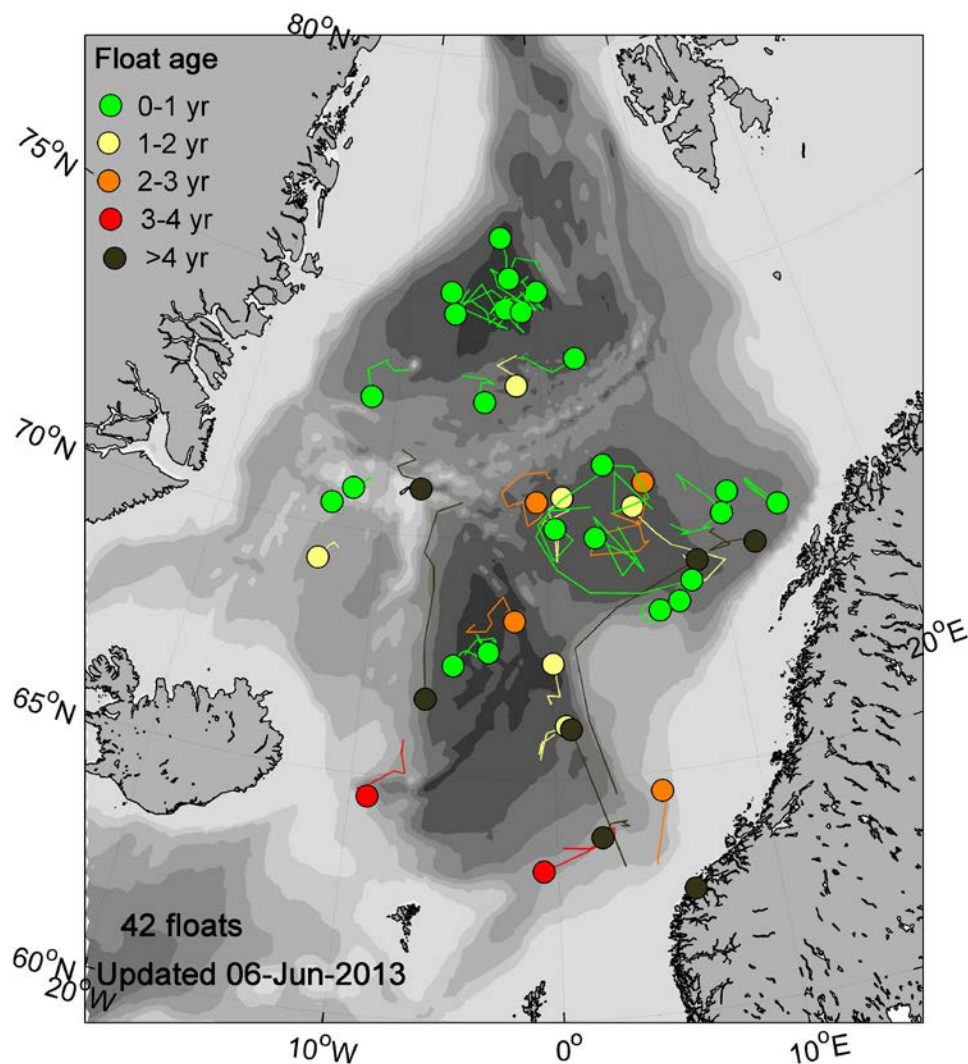 80°N
Float age
0-1 yr
1-2 yr
2-3 yr
3-4 yr
>4 yr
75°N
70°N
65°N
60°N
20°W
10°W
0°
10°E
20°E
42 floats
Updated 06-Jun-2013